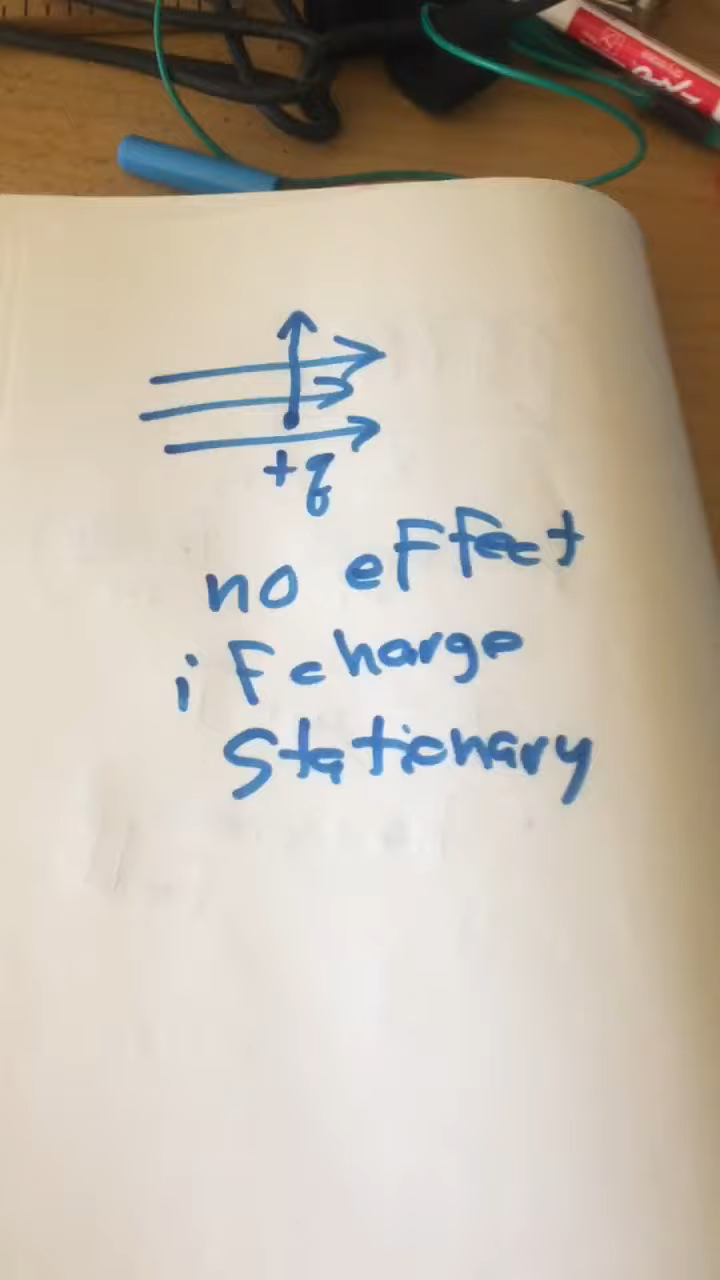 +q
no effect
if charge
stationary